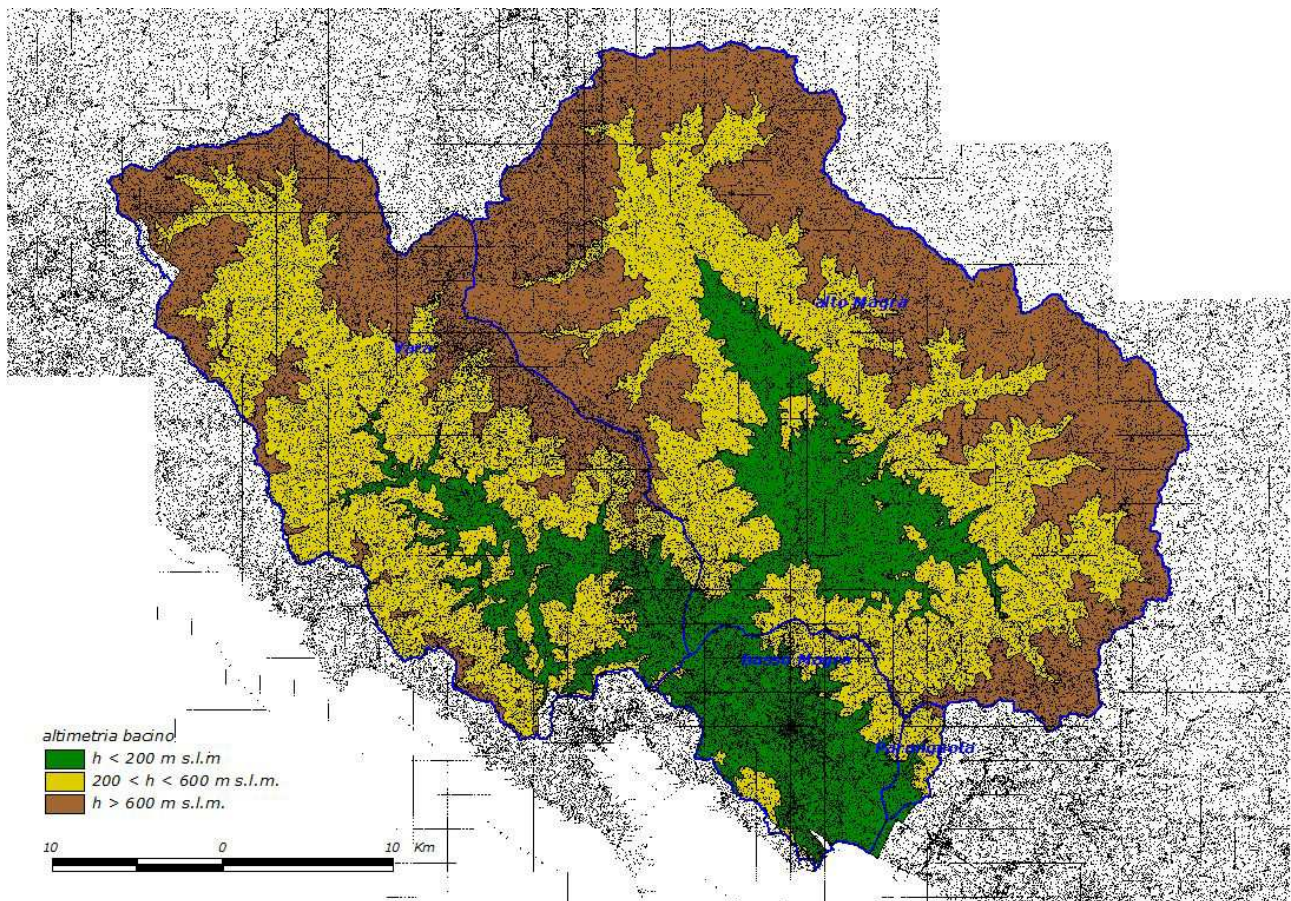 alto Magra
Vara
basso Magra
Parmignola
altimetria bacino
h < 200 m s.l.m
200 < h < 600 m s.l.m.
h > 600 m s.l.m.
10 0 10 Km